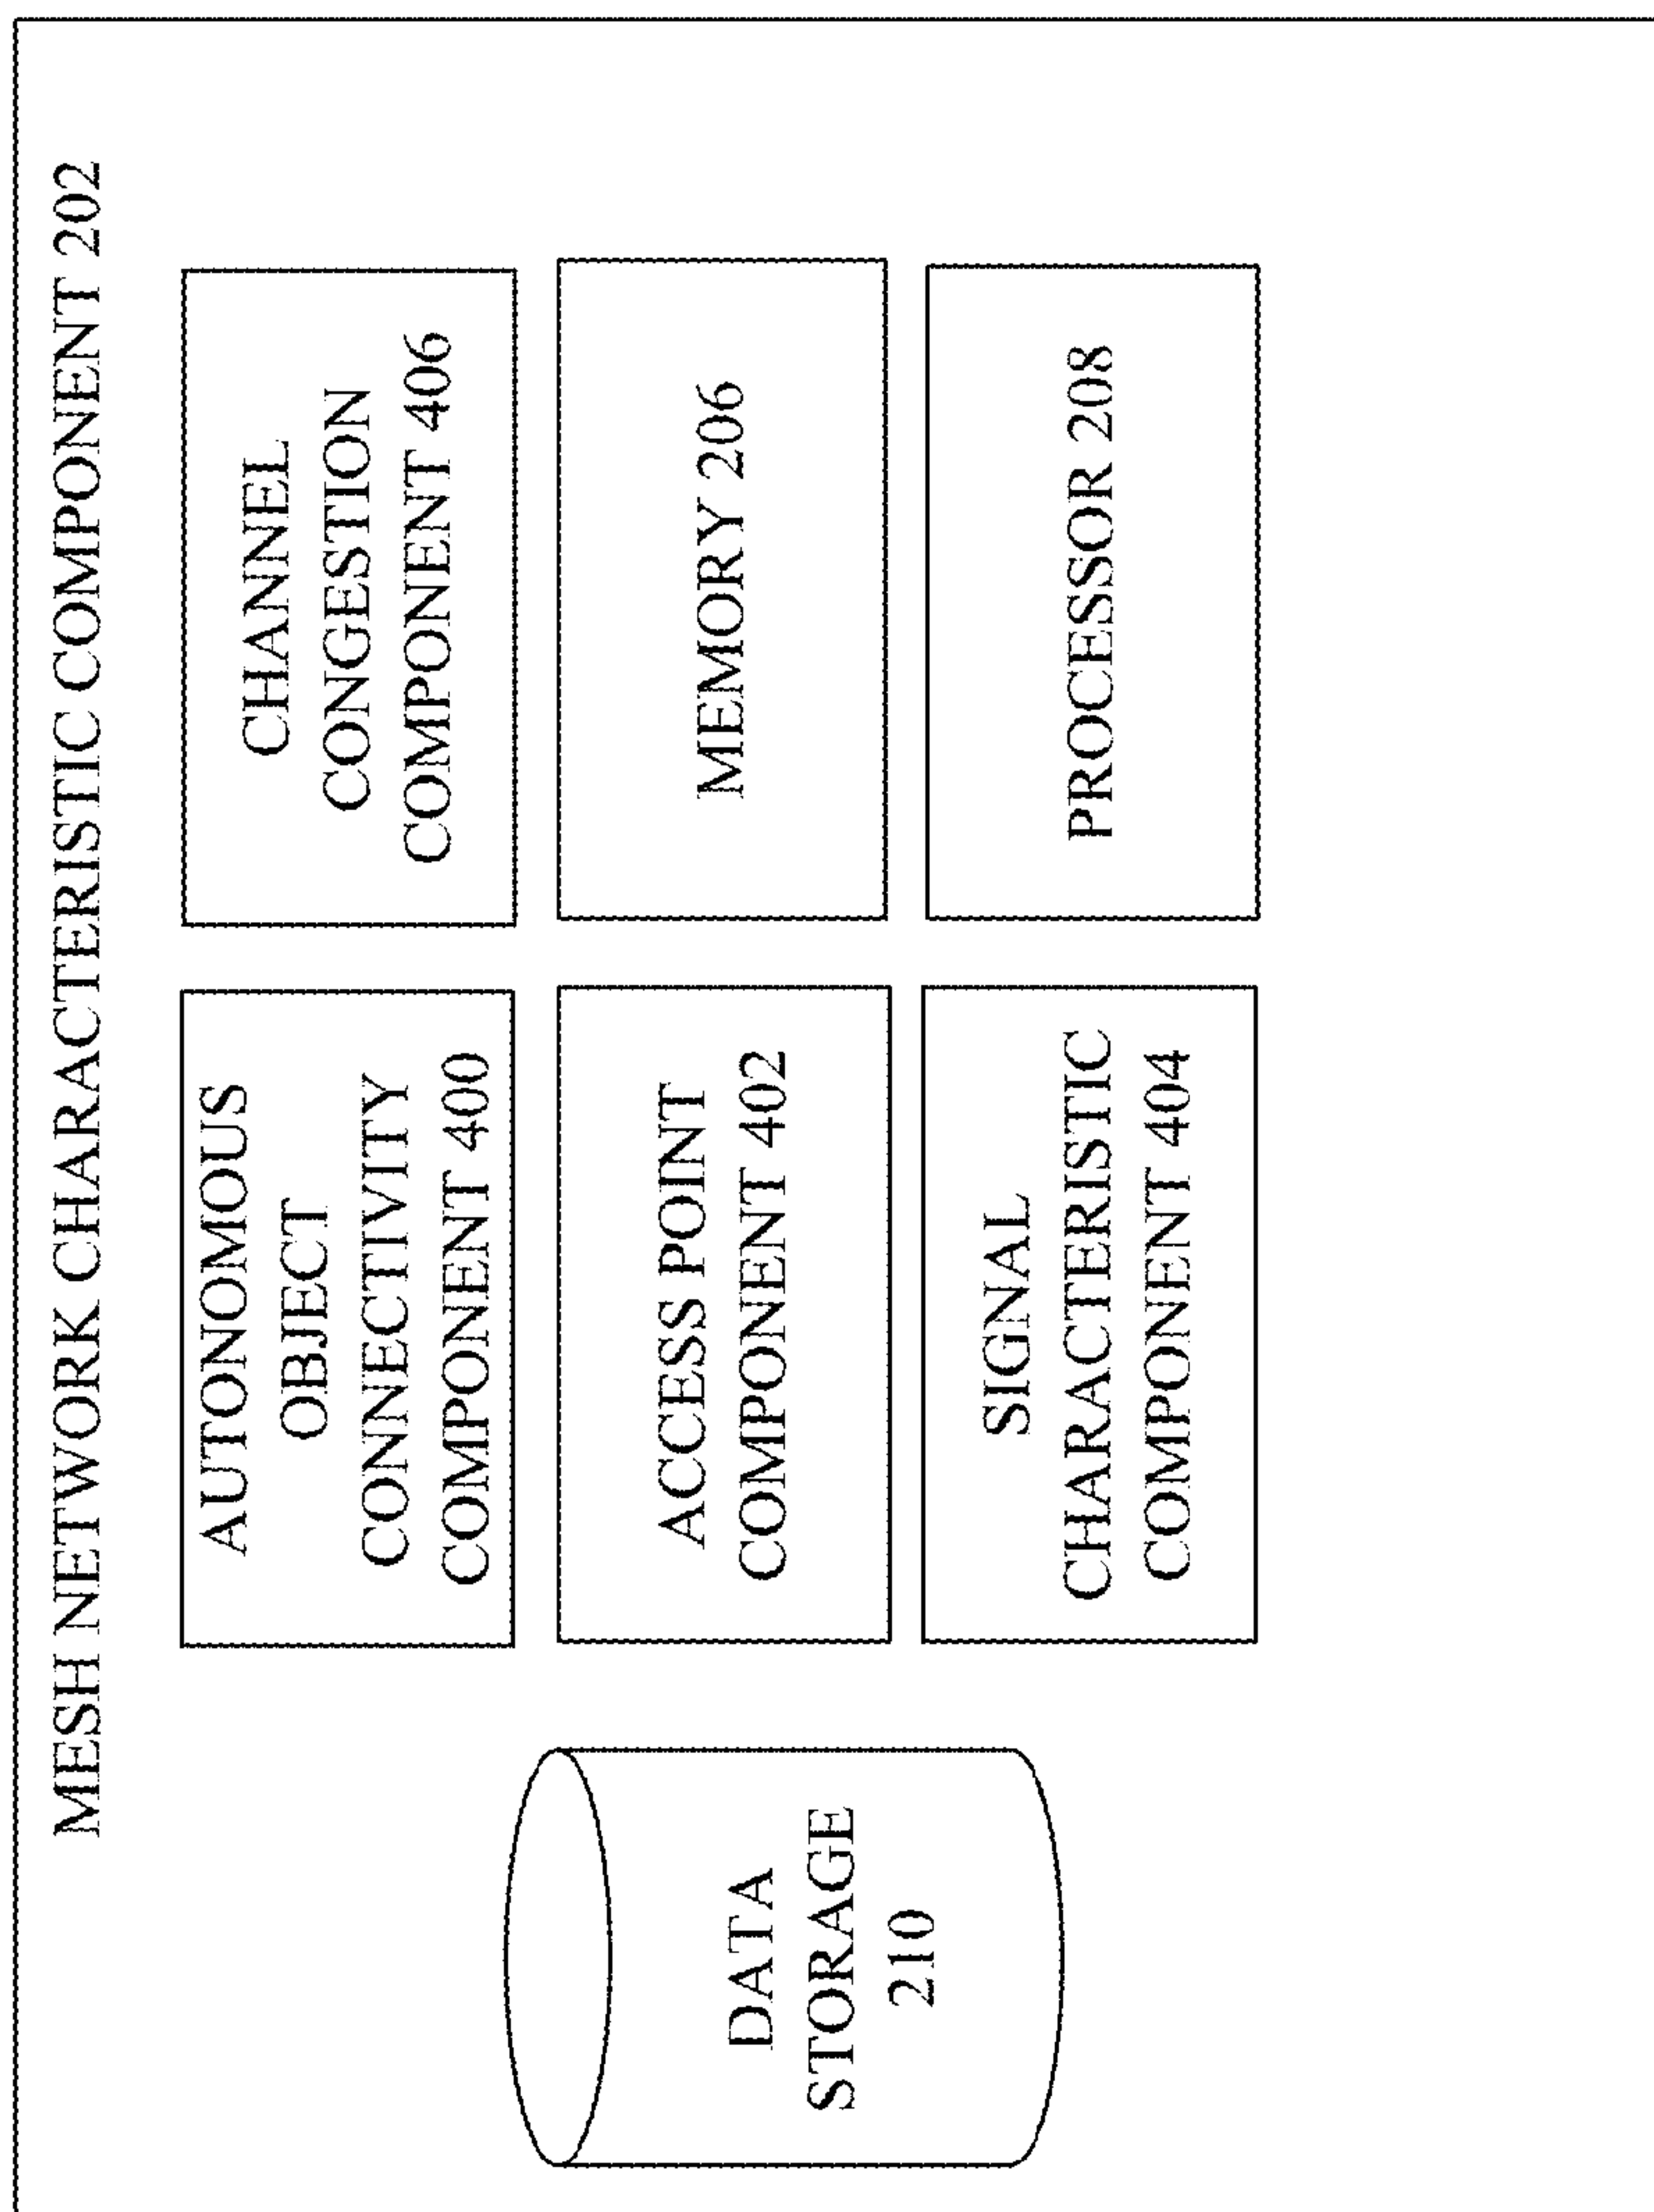 MESH NETWORK CHARACTERISTIC COMPONENT 202
DATA
STORAGE
210
AUTONOMOUS
OBJECT
CONNECTIVITY
COMPONENT 400
ACCESS POINT
COMPONENT 402
SIGNAL
CHARACTERISTIC
COMPONENT 404
CHANNEL
CONGESTION
COMPONENT 406
MEMORY 206
PROCESSOR 208